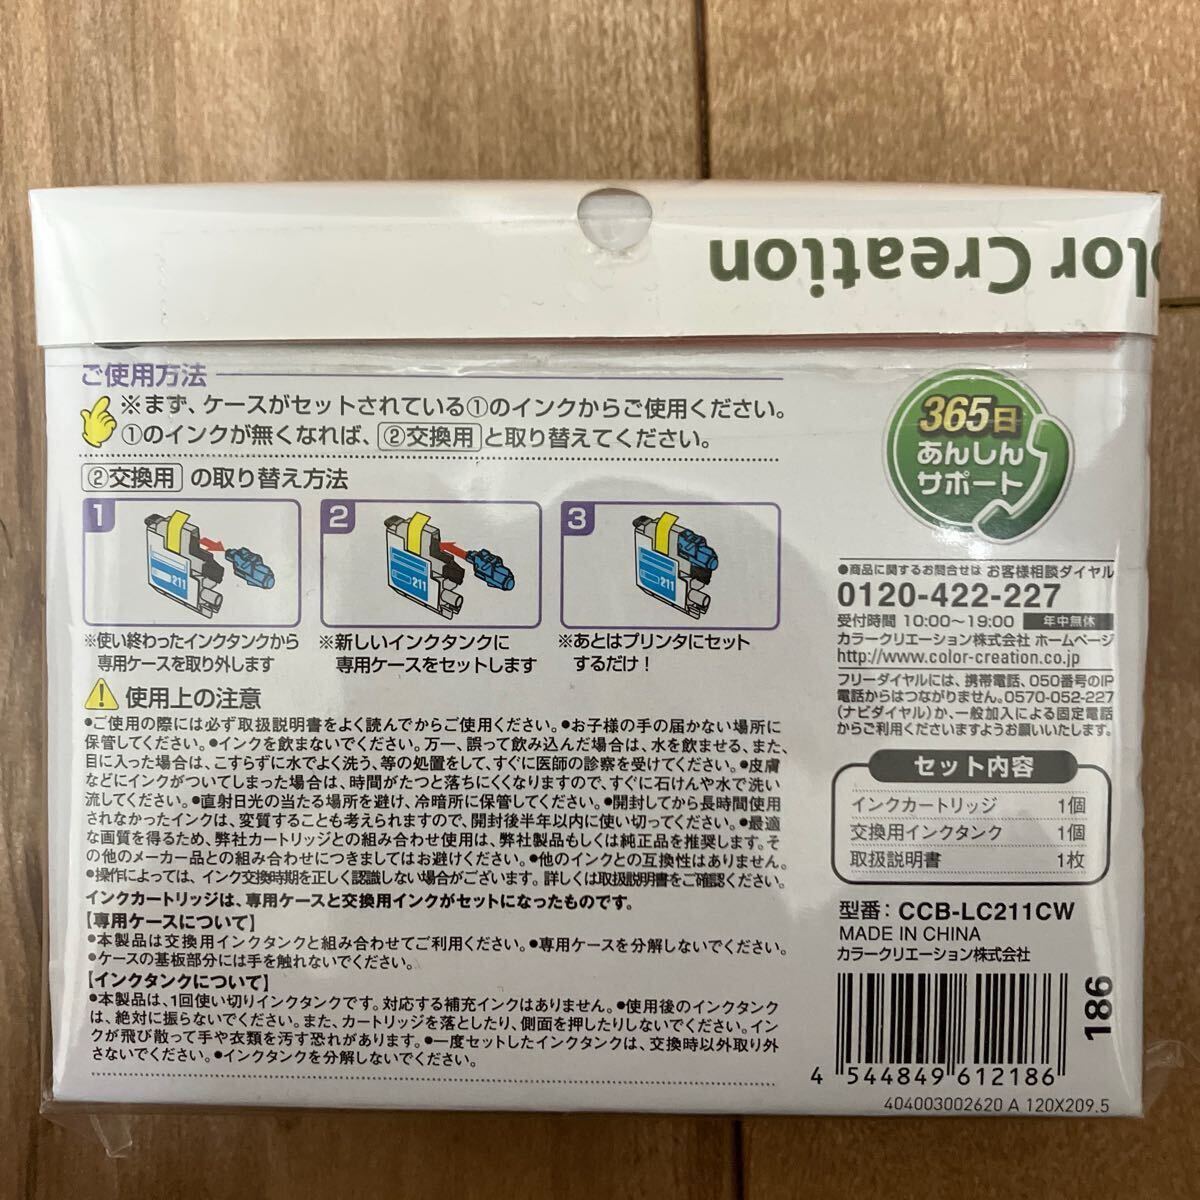 olor Creation
ご使用方法
※まず、ケースがセットされている①のインクからご使用ください。
①のインクが無くなれば、②交換用と取り替えてください。
②交換用 の取り替え方法
1
211
※使い終わったインクタンクから
専用ケースを取り外します
2
211
※新しいインクタンクに
専用ケースをセットします
3
211
※あとはプリンタにセット
するだけ!
使用上の注意
●ご使用の際には必ず取扱説明書をよく読んでからご使用ください。●お子様の手の届かない場所に
保管してください。●インクを飲まないでください。万一、誤って飲み込んだ場合は、水を飲ませる、また、
目に入った場合は、こすらずに水でよく洗う、等の処置をして、すぐに医師の診察を受けてください。●皮膚
などにインクがついてしまった場合は、時間がたつと落ちにくくなりますので、すぐに石けんや水で洗い
流してください。●直射日光の当たる場所を避け、冷暗所に保管してください。●開封してから長時間使用
されなかったインクは、変質することも考えられますので、開封後半年以内に使い切ってください。●最適
な画質を得るため、弊社カートリッジとの組み合わせ使用は、弊社製品もしくは純正品を推奨します。そ
の他のメーカー品との組み合わせにつきましてはお避けください。●他のインクとの互換性はありません。
●操作によっては、インク交換時期を正しく認識しない場合がございます。詳しくは取扱説明書をご確認ください。
インクカートリッジは、専用ケースと交換用インクがセットになったものです。
【専用ケースについて】
●本製品は交換用インクタンクと組み合わせてご利用ください。●専用ケースを分解しないでください。
●ケースの基板部分には手を触れないでください。
【インクタンクについて】
●本製品は、1回使い切りインクタンクです。対応する補充インクはありません。●使用後のインクタンク
は、絶対に振らないでください。また、カートリッジを落としたり、側面を押したりしないでください。イン
クが飛び散って手や衣類を汚す恐れがあります。●一度セットしたインクタンクは、交換時以外取り外
さないでください。●インクタンクを分解しないでください。
365日
あんしん
サポート
●商品に関するお問合せは お客様相談ダイヤル
0120-422-227
受付時間 10:00～19:00 年中無休
カラークリエーション株式会社 ホームページ
http://www.color-creation.co.jp
フリーダイヤルには、携帯電話、050番号のIP
電話からはつながりません。0570-052-227
(ナビダイヤル)か、一般加入による固定電話
からご利用くださいますようお願いいたします。
セット内容
インクカートリッジ 1個
交換用インクタンク 1個
取扱説明書 1枚
型番: CCB-LC211CW
MADE IN CHINA
カラークリエーション株式会社
186
4 544849 612186
404003002620 A 120X209.5